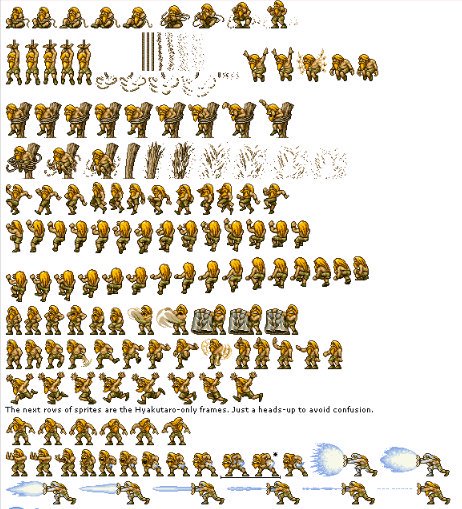 The next rows of sprites are the Hyakutaro-only frames. Just a heads-up to avoid confusion.